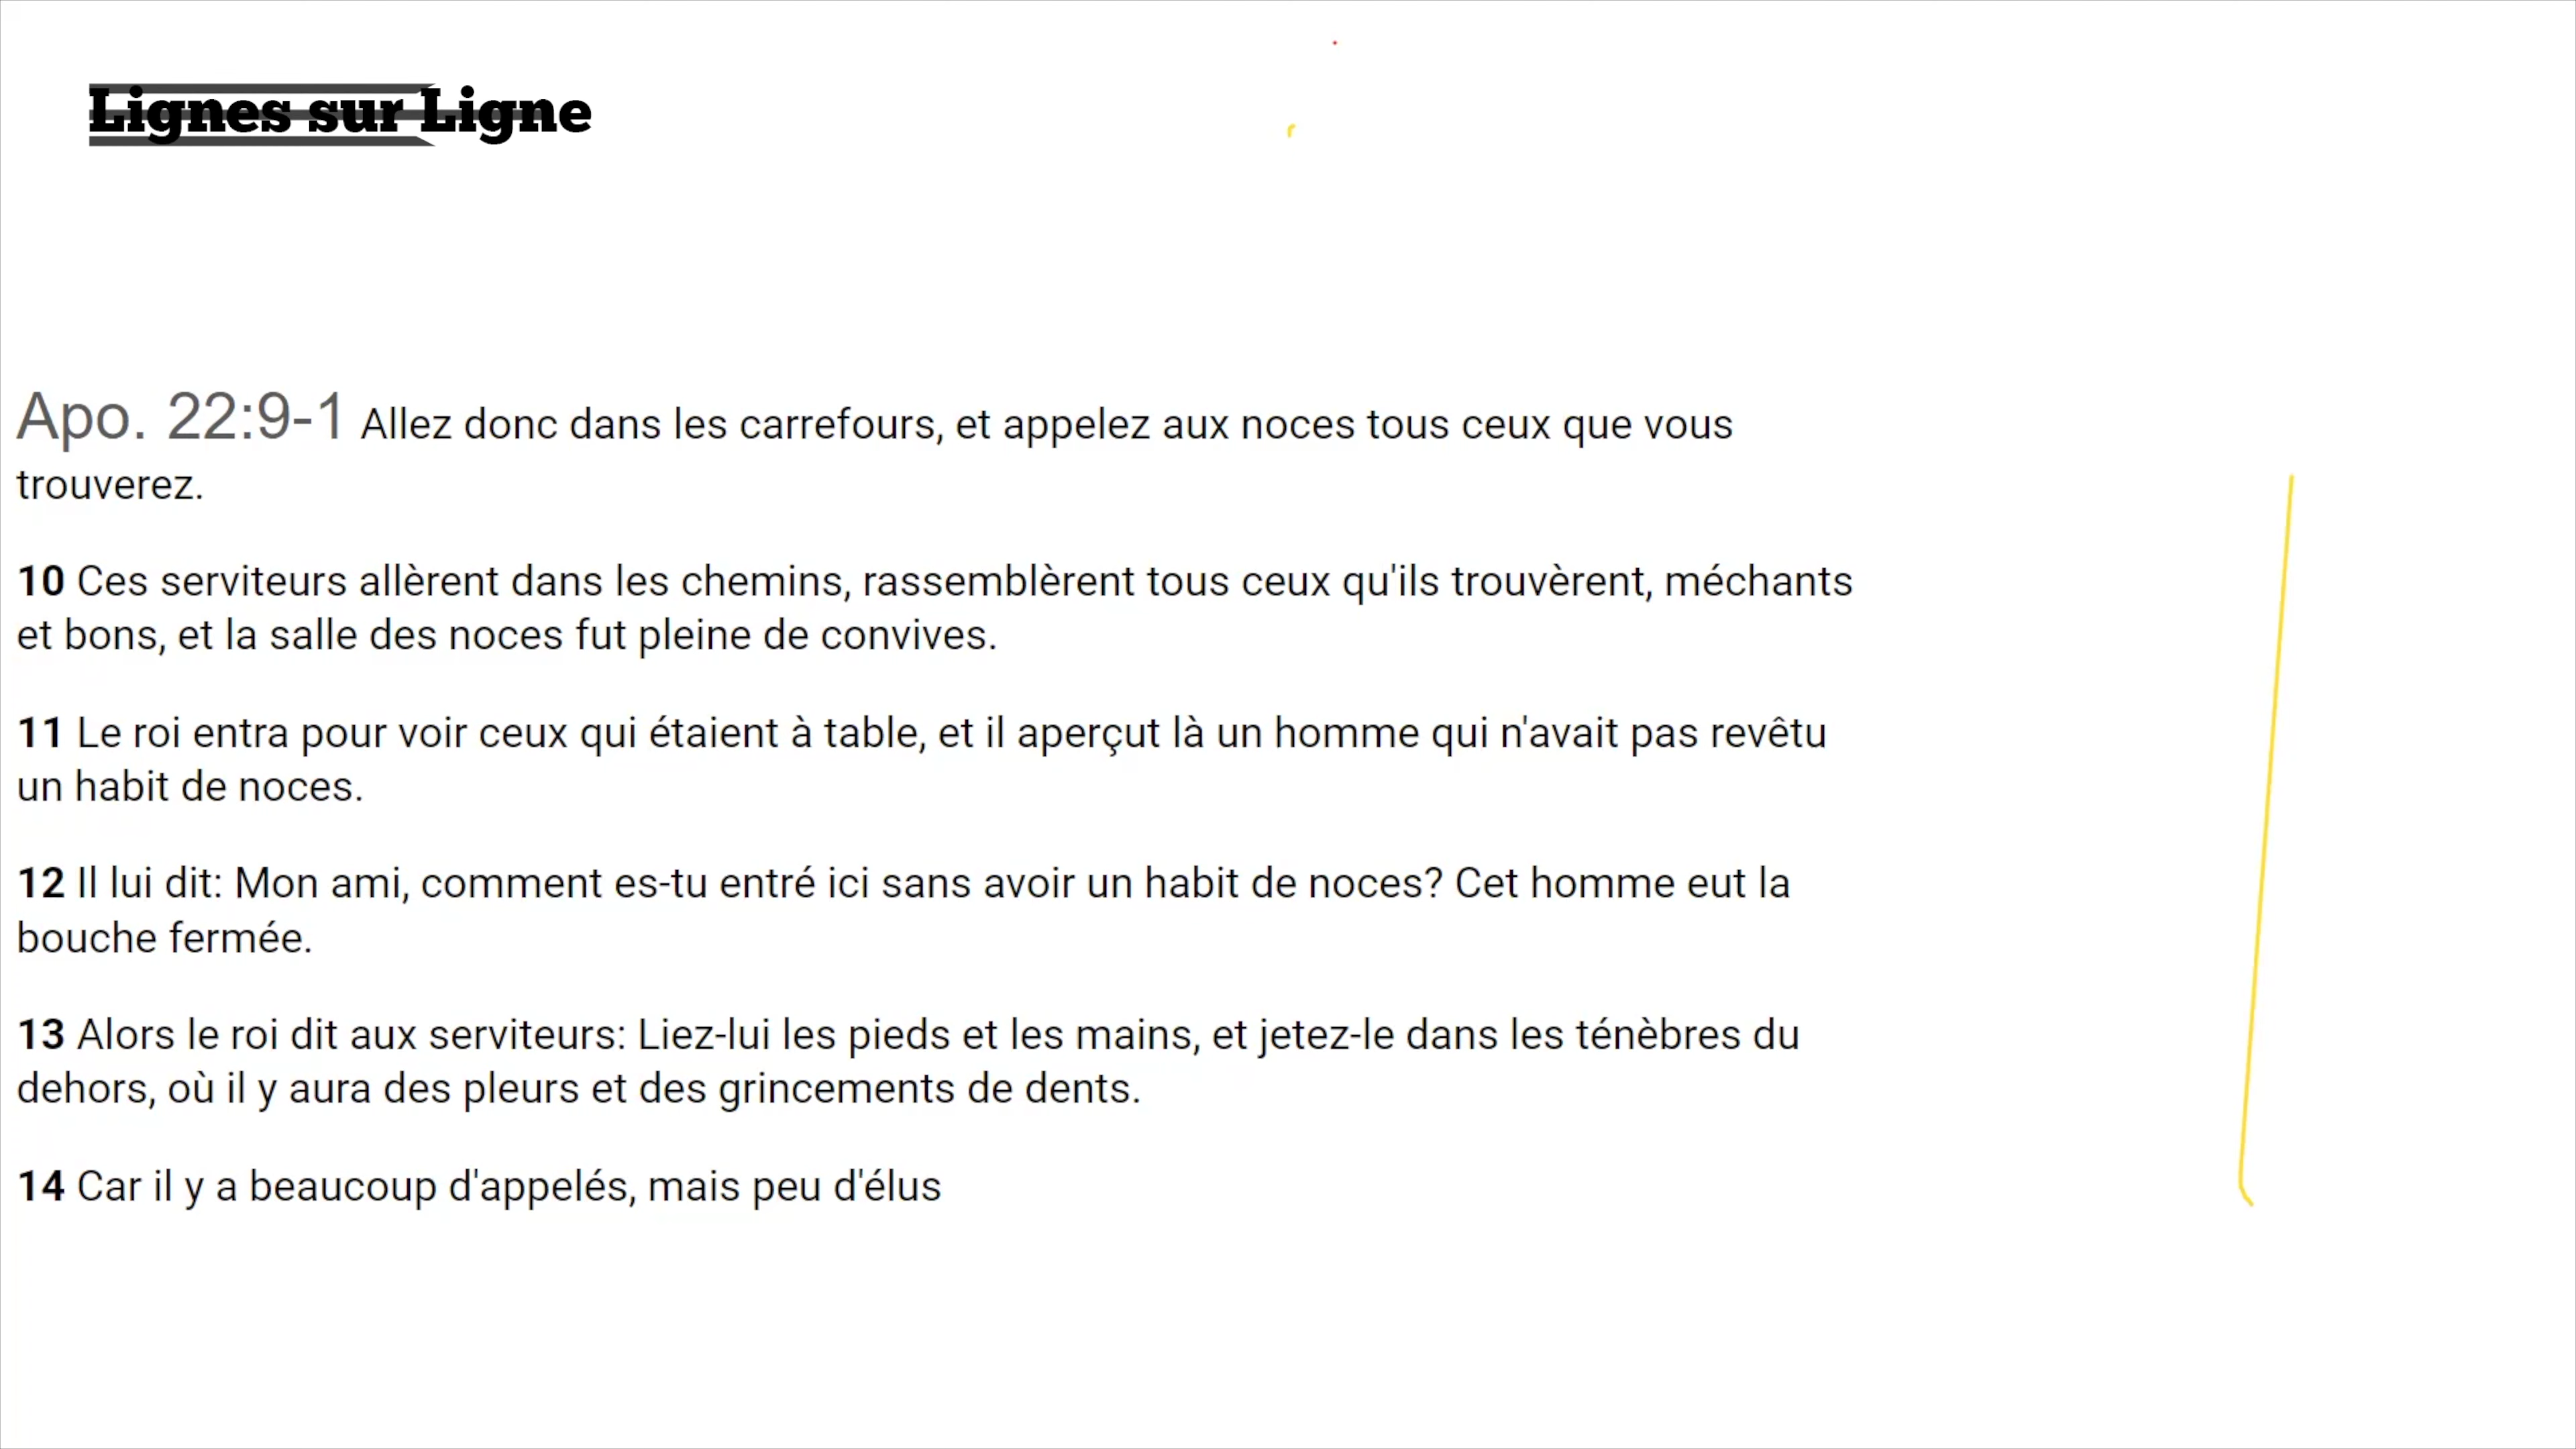 Lignes sur Ligne
Apo. 22:9-1 Allez donc dans les carrefours, et appelez aux noces tous ceux que vous
trouverez.
10 Ces serviteurs allèrent dans les chemins, rassemblèrent tous ceux qu'ils trouvèrent, méchants
et bons, et la salle des noces fut pleine de convives.
11 Le roi entra pour voir ceux qui étaient à table, et il aperçut là un homme qui n'avait pas revêtu
un habit de noces.
12 Il lui dit: Mon ami, comment es-tu entré ici sans avoir un habit de noces? Cet homme eut la
bouche fermée.
13 Alors le roi dit aux serviteurs: Liez-lui les pieds et les mains, et jetez-le dans les ténèbres du
dehors, où il y aura des pleurs et des grincements de dents.
14 Car il y a beaucoup d'appelés, mais peu d'élus